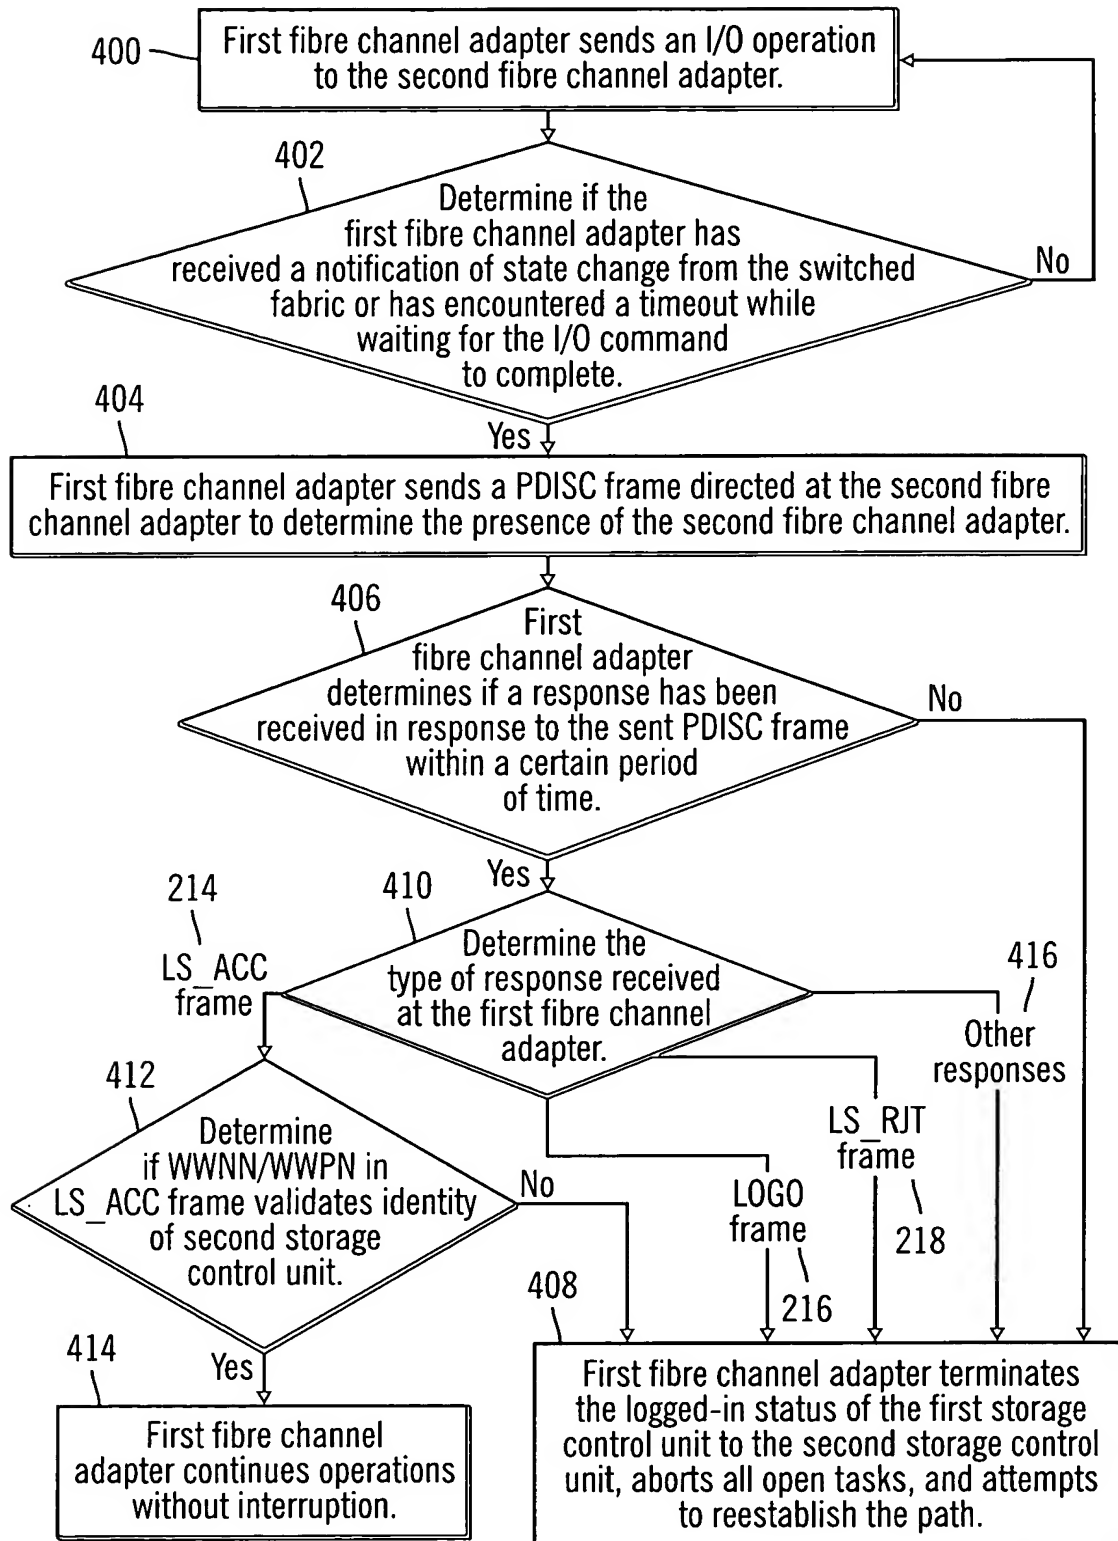 400
First fibre channel adapter sends an I/O operation
to the second fibre channel adapter.
402
Determine if the
first fibre channel adapter has
received a notification of state change from the switched
fabric or has encountered a timeout while
waiting for the I/O command
to complete.
No
404
Yes
First fibre channel adapter sends a PDISC frame directed at the second fibre
channel adapter to determine the presence of the second fibre channel adapter.
406
First
fibre channel adapter
determines if a response has been
received in response to the sent PDISC frame
within a certain period
of time.
No
Yes
410
214
LS_ACC
frame
Determine the
type of response received
at the first fibre channel
adapter.
416
Other
responses
412
Determine
if WWNN/WWPN in
LS_ACC frame validates identity
of second storage
control unit.
No
LOGO
frame
216
LS_RJT
frame
218
414
Yes
First fibre channel
adapter continues operations
without interruption.
408
First fibre channel adapter terminates
the logged-in status of the first storage
control unit to the second storage control
unit, aborts all open tasks, and attempts
to reestablish the path.